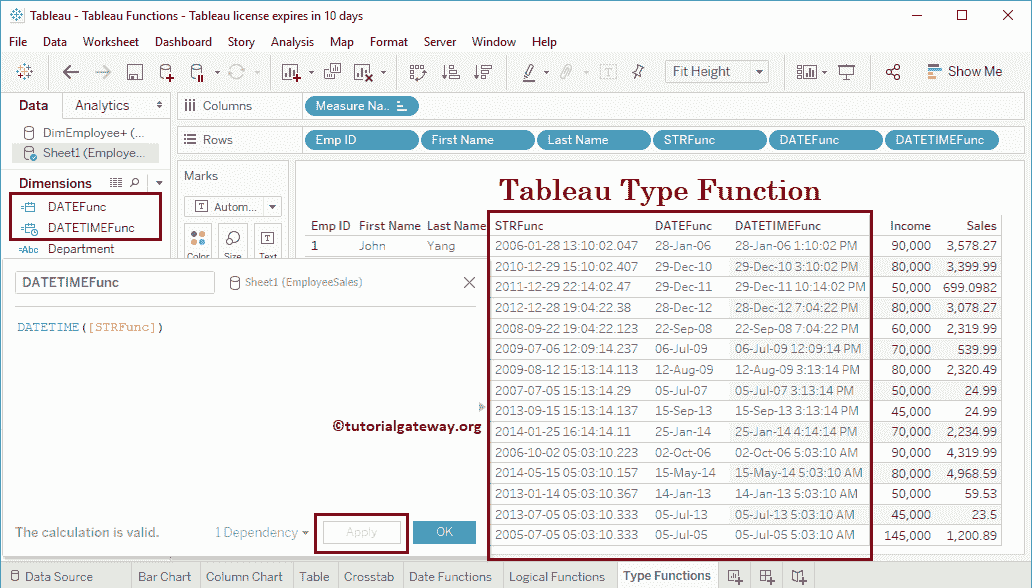 Tableau - Tableau Functions - Tableau license expires in 10 days
File Data Worksheet Dashboard Story Analysis Map Format Server Window Help
Fit Height Show Me
Data Analytics
Columns Measure Na..
DimEmployee+ (...
Sheet1 (Employe...
Rows Emp ID First Name Last Name STRFunc DATEFunc DATETIMEFunc
Dimensions
DATEFunc
DATETIMEFunc
Abc Department
Marks
T Autom...
Color Size Text
Tableau Type Function
Emp ID First Name Last Name STRFunc DATEFunc DATETIMEFunc Income Sales
1 John Yang 2006-01-28 13:10:02.047 28-Jan-06 28-Jan-06 1:10:02 PM 90,000 3,578.27
2010-12-29 15:10:02.407 29-Dec-10 29-Dec-10 3:10:02 PM 80,000 3,399.99
2011-12-29 22:14:02.47 29-Dec-11 29-Dec-11 10:14:02 PM 50,000 699.0982
2012-12-28 19:04:22.38 28-Dec-12 28-Dec-12 7:04:22 PM 80,000 3,078.27
2008-09-22 19:04:22.123 22-Sep-08 22-Sep-08 7:04:22 PM 60,000 2,319.99
2009-07-06 12:09:14.237 06-Jul-09 06-Jul-09 12:09:14 PM 70,000 539.99
2009-08-12 15:13:14.113 12-Aug-09 12-Aug-09 3:13:14 PM 80,000 2,320.49
2007-07-05 15:13:14.29 05-Jul-07 05-Jul-07 3:13:14 PM 50,000 24.99
2013-09-15 15:13:14.137 15-Sep-13 15-Sep-13 3:13:14 PM 45,000 24.99
2014-01-25 16:14:14.11 25-Jan-14 25-Jan-14 4:14:14 PM 70,000 2,234.99
2006-10-02 05:03:10.223 02-Oct-06 02-Oct-06 5:03:10 AM 90,000 4,319.99
2014-05-15 05:03:10.157 15-May-14 15-May-14 5:03:10 AM 80,000 4,968.59
2013-01-14 05:03:10.367 14-Jan-13 14-Jan-13 5:03:10 AM 50,000 59.53
2013-07-05 05:03:10.333 05-Jul-13 05-Jul-13 5:03:10 AM 45,000 23.5
2005-07-05 05:03:10.333 05-Jul-05 05-Jul-05 5:03:10 AM 145,000 1,200.89
DATETIMEFunc Sheet1 (EmployeeSales)
DATETIME([STRFunc])
©tutorialgateway.org
The calculation is valid. 1 Dependency Apply OK
Data Source Bar Chart Column Chart Table Crosstab Date Functions Logical Functions Type Functions